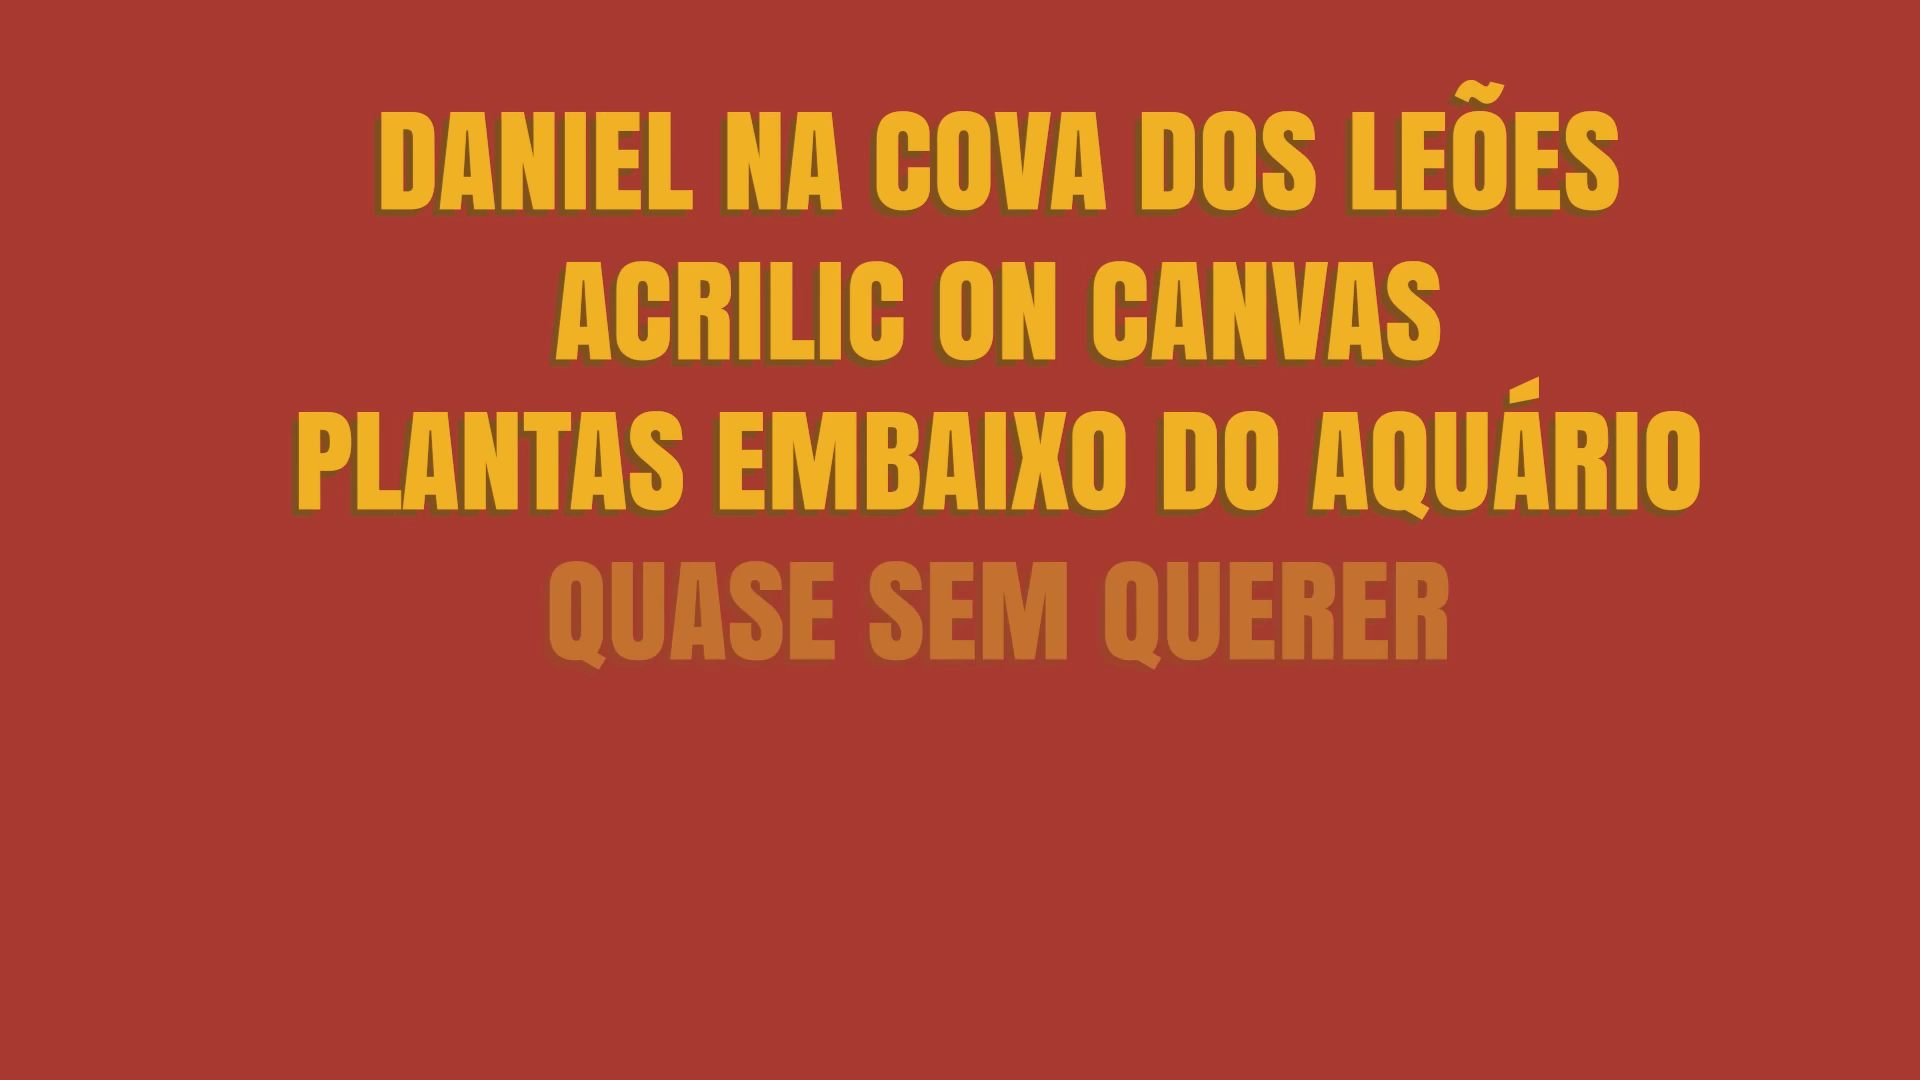 DANIEL NA COVA DOS LEÕES
ACRILIC ON CANVAS
PLANTAS EMBAIXO DO AQUÁRIO
QUASE SEM QUERER